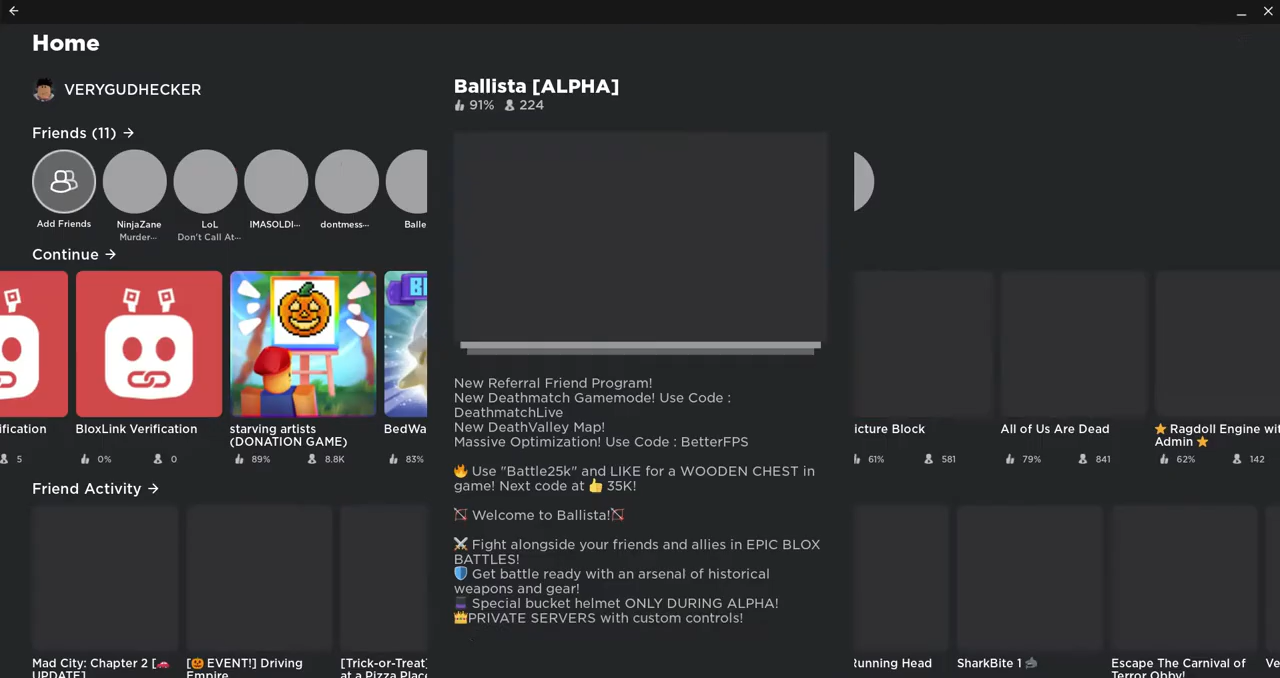 Home
VERYGUDHECKER
Friends (11) →
Add Friends
NinjaZane
Murder...
LoL
Don't Call At...
IMASOLDI...
dontmess...
Balle
Continue →
ification
5
BloxLink Verification
0%
0
starving artists
(DONATION GAME)
89%
8.8K
BedWa
83%
Friend Activity →
Mad City: Chapter 2 [🚗
UPDATE]
[🎃 EVENT!] Driving
Empire
[Trick-or-Treat]
at a Pizza Place
Ballista [ALPHA]
91%
224
New Referral Friend Program!
New Deathmatch Gamemode! Use Code :
DeathmatchLive
New DeathValley Map!
Massive Optimization! Use Code : BetterFPS
🔥 Use "Battle25k" and LIKE for a WOODEN CHEST in
game! Next code at 👍 35K!
🏹 Welcome to Ballista!🏹
⚔️ Fight alongside your friends and allies in EPIC BLOX
BATTLES!
🛡️ Get battle ready with an arsenal of historical
weapons and gear!
🎩 Special bucket helmet ONLY DURING ALPHA!
👑PRIVATE SERVERS with custom controls!
icture Block
61%
581
All of Us Are Dead
79%
841
⭐ Ragdoll Engine wit
Admin ⭐
62%
142
Running Head
SharkBite 1 🦈
Escape The Carnival of
Terror Obby!
Ve